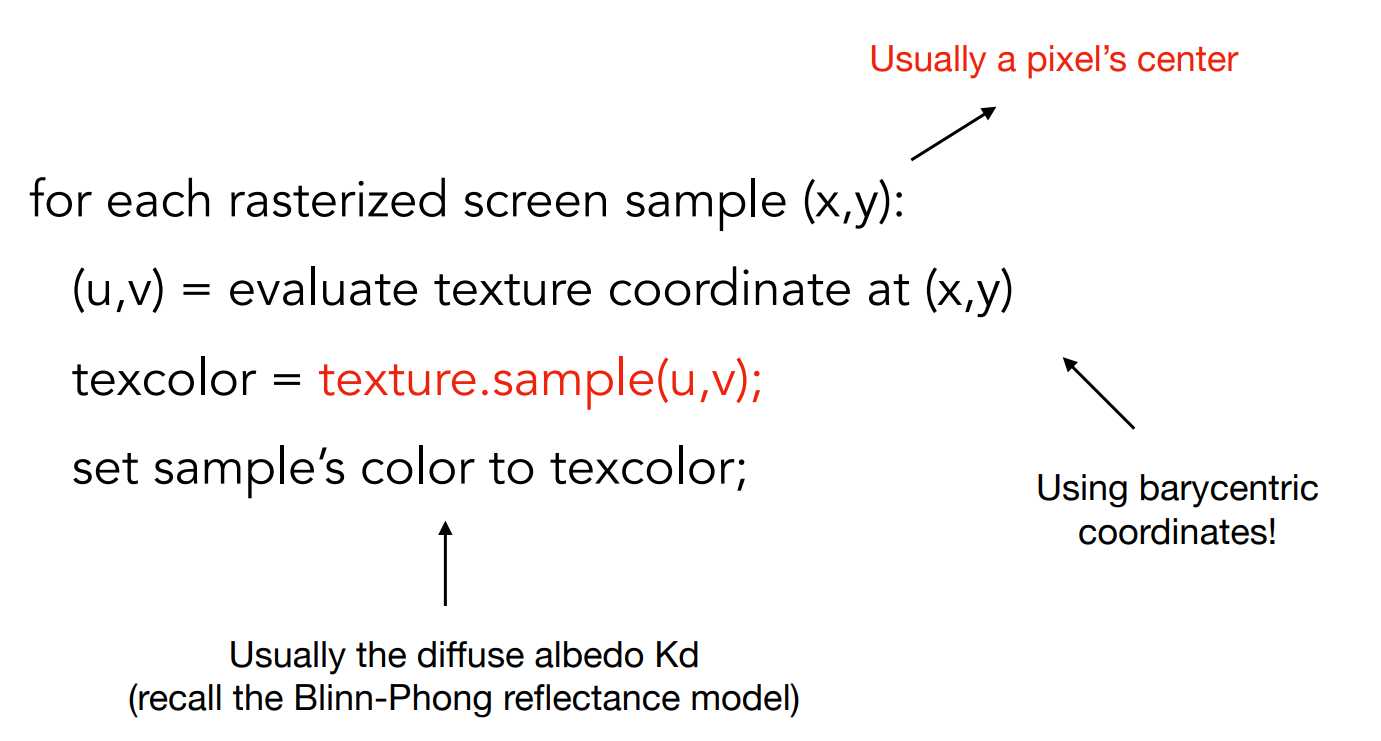 Usually a pixel’s center
for each rasterized screen sample (x,y):
(u,v) = evaluate texture coordinate at (x,y)
texcolor = texture.sample(u,v);
set sample’s color to texcolor;
Using barycentric
coordinates!
Usually the diffuse albedo Kd
(recall the Blinn-Phong reflectance model)